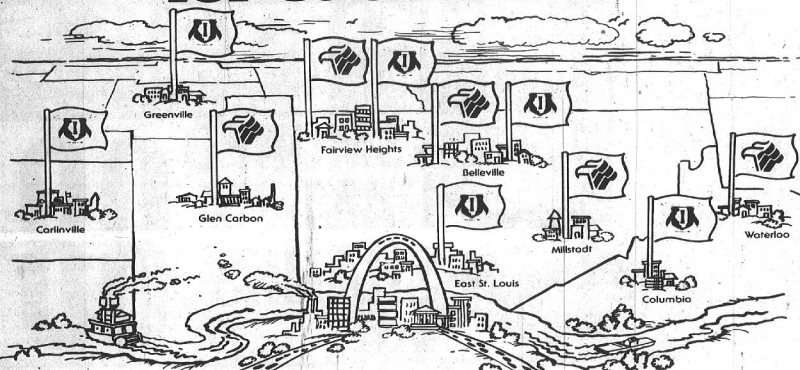 Greenville
Fairview Heights
Belleville
Carlinville
Glen Carbon
Waterloo
Millstadt
East St. Louis
Columbia